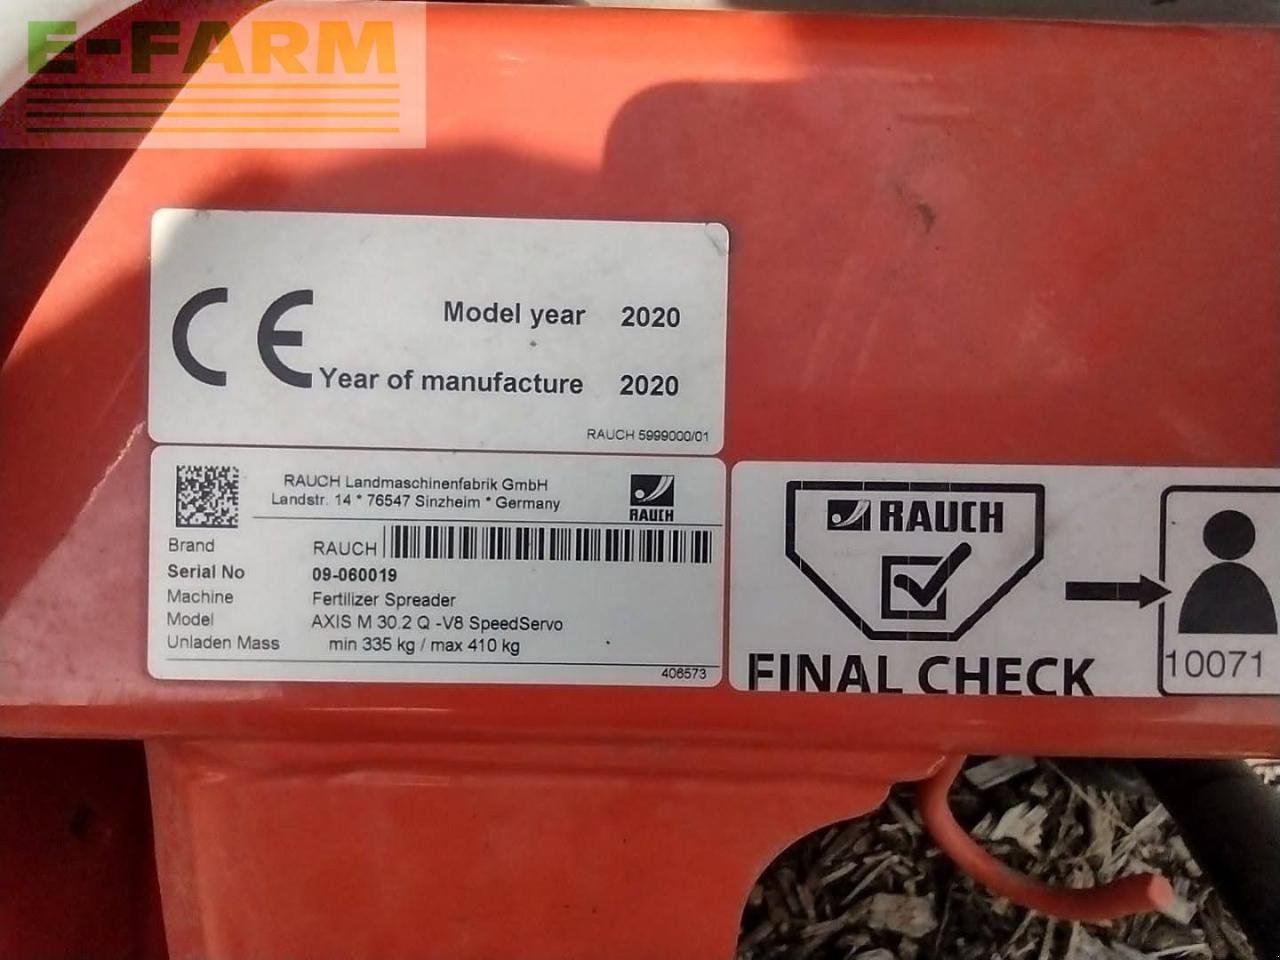 E-FARM
Model year 2020
Year of manufacture 2020
RAUCH 5999000/01
RAUCH Landmaschinenfabrik GmbH
Landstr. 14 * 76547 Sinzheim * Germany
RAUCH
Brand RAUCH
Serial No 09-060019
Machine Fertilizer Spreader
Model AXIS M 30.2 Q -V8 SpeedServo
Unladen Mass min 335 kg / max 410 kg
406573
RAUCH
FINAL CHECK
10071